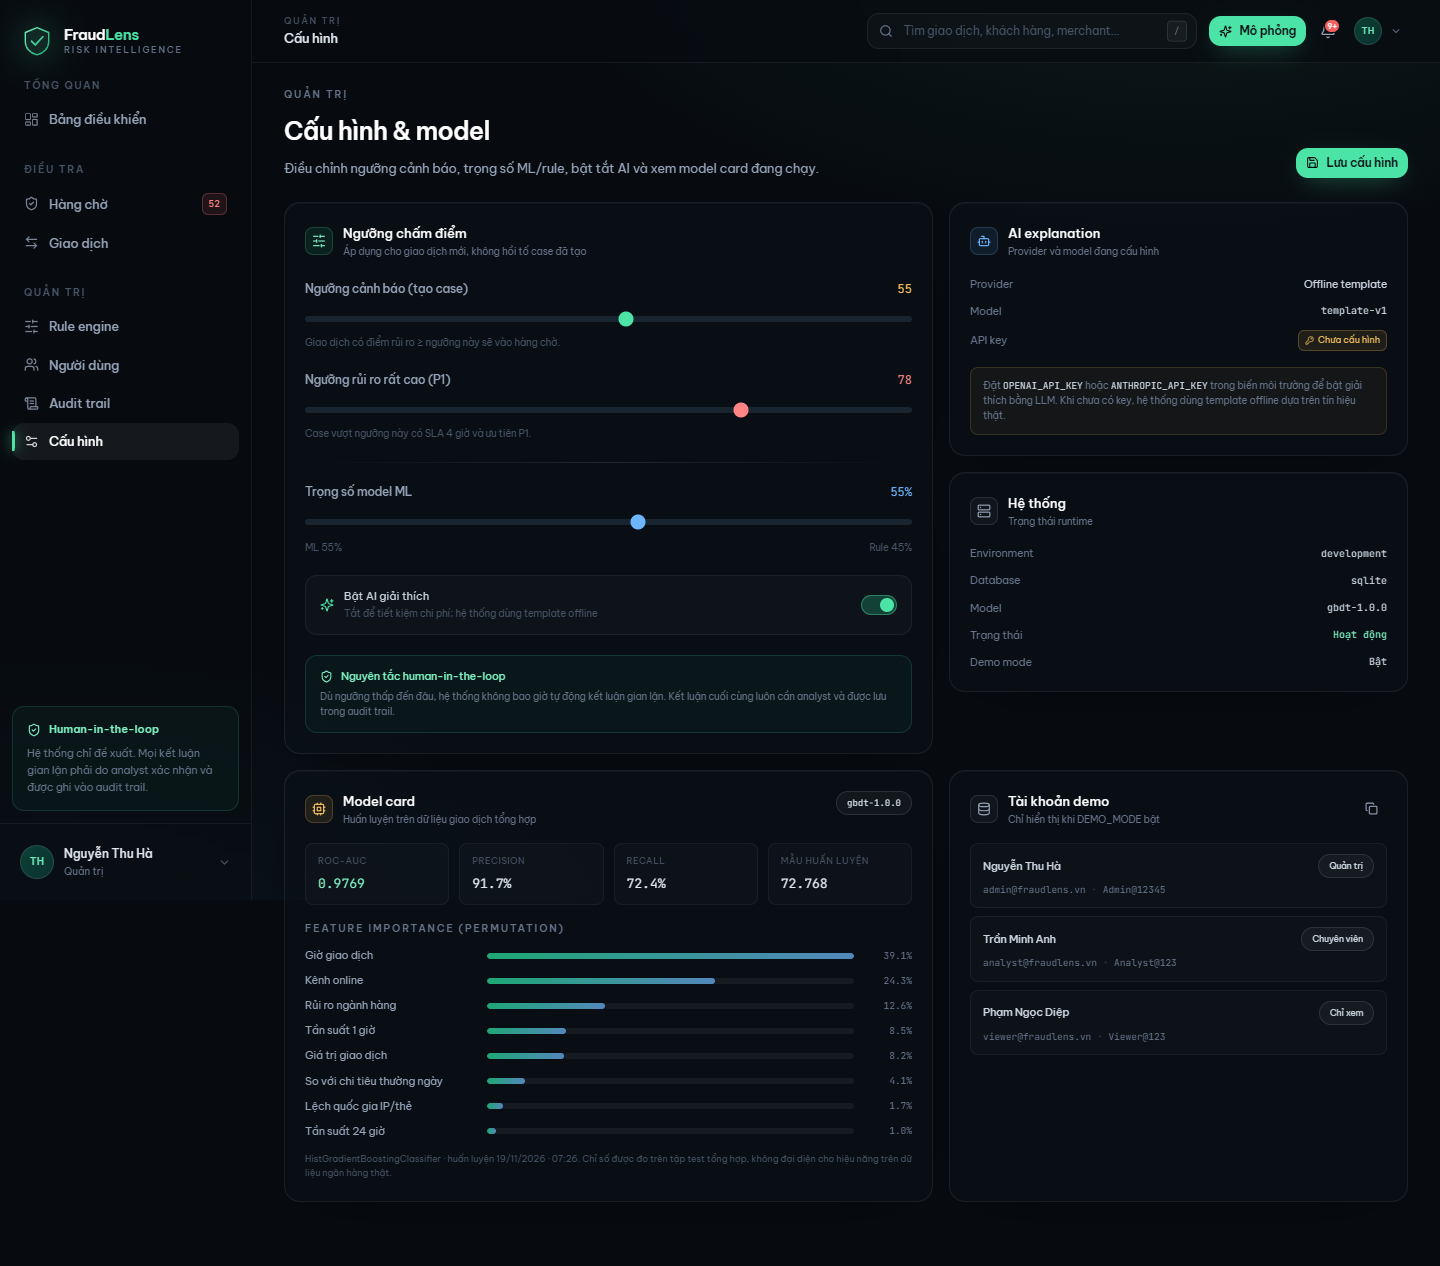 FraudLens
RISK INTELLIGENCE
TỔNG QUAN
Bảng điều khiển
ĐIỀU TRA
Hàng chờ
52
Giao dịch
QUẢN TRỊ
Rule engine
Người dùng
Audit trail
Cấu hình
Human-in-the-loop
Hệ thống chỉ đề xuất. Mọi kết luận
gian lận phải do analyst xác nhận và
được ghi vào audit trail.
TH
Nguyễn Thu Hà
Quản trị
QUẢN TRỊ
Cấu hình
Tìm giao dịch, khách hàng, merchant...
/
Mô phỏng
9+
TH
QUẢN TRỊ
Cấu hình & model
Điều chỉnh ngưỡng cảnh báo, trọng số ML/rule, bật tắt AI và xem model card đang chạy.
Lưu cấu hình
Ngưỡng chấm điểm
Áp dụng cho giao dịch mới, không hồi tố case đã tạo
Ngưỡng cảnh báo (tạo case)
55
Giao dịch có điểm rủi ro ≥ ngưỡng này sẽ vào hàng chờ.
Ngưỡng rủi ro rất cao (P1)
78
Case vượt ngưỡng này có SLA 4 giờ và ưu tiên P1.
Trọng số model ML
55%
ML 55%
Rule 45%
Bật AI giải thích
Tắt để tiết kiệm chi phí; hệ thống dùng template offline
Nguyên tắc human-in-the-loop
Dù ngưỡng thấp đến đâu, hệ thống không bao giờ tự động kết luận gian lận. Kết luận cuối cùng luôn cần analyst và được lưu
trong audit trail.
AI explanation
Provider và model đang cấu hình
Provider
Offline template
Model
template-v1
API key
Chưa cấu hình
Đặt OPENAI_API_KEY hoặc ANTHROPIC_API_KEY trong biến môi trường để bật giải
thích bằng LLM. Khi chưa có key, hệ thống dùng template offline dựa trên tín hiệu
thật.
Hệ thống
Trạng thái runtime
Environment
development
Database
sqlite
Model
gbdt-1.0.0
Trạng thái
Hoạt động
Demo mode
Bật
Model card
Huấn luyện trên dữ liệu giao dịch tổng hợp
gbdt-1.0.0
ROC-AUC
0.9769
PRECISION
91.7%
RECALL
72.4%
MẪU HUẤN LUYỆN
72.768
FEATURE IMPORTANCE (PERMUTATION)
Giờ giao dịch
39.1%
Kênh online
24.3%
Rủi ro ngành hàng
12.6%
Tần suất 1 giờ
8.5%
Giá trị giao dịch
8.2%
So với chi tiêu thường ngày
4.1%
Lệch quốc gia IP/thẻ
1.7%
Tần suất 24 giờ
1.0%
HistGradientBoostingClassifier · huấn luyện 19/11/2026 · 07:26. Chỉ số được đo trên tập test tổng hợp, không đại diện cho hiệu năng trên dữ
liệu ngân hàng thật.
Tài khoản demo
Chỉ hiển thị khi DEMO_MODE bật
Nguyễn Thu Hà
Quản trị
admin@fraudlens.vn · Admin@12345
Trần Minh Anh
Chuyên viên
analyst@fraudlens.vn · Analyst@123
Phạm Ngọc Diệp
Chỉ xem
viewer@fraudlens.vn · Viewer@123